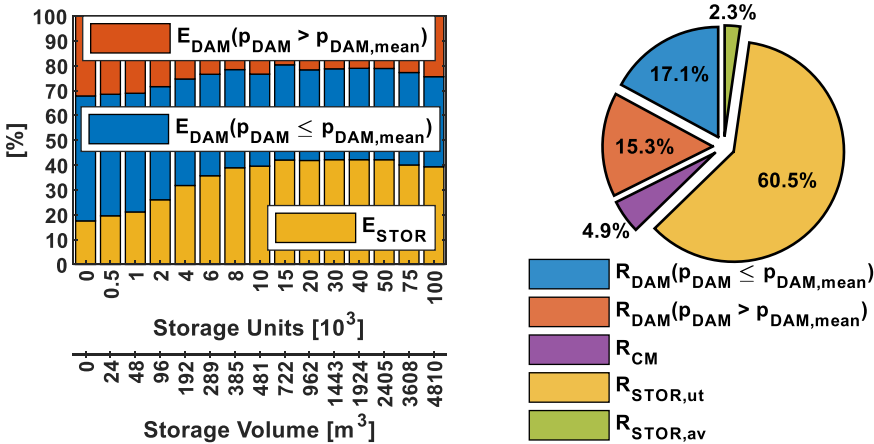 100
90
80
70
60
50
40
30
20
10
0
[%]
E_DAM(p_DAM > p_DAM,mean)
E_DAM(p_DAM ≤ p_DAM,mean)
E_STOR
0 0.5 1 2 4 6 8 10 15 20 30 40 50 75 100
Storage Units [10³]
0 24 48 96 192 289 385 481 722 962 1443 1924 2405 3608 4810
Storage Volume [m³]
2.3%
17.1%
15.3%
60.5%
4.9%
R_DAM(p_DAM ≤ p_DAM,mean)
R_DAM(p_DAM > p_DAM,mean)
R_CM
R_STOR,ut
R_STOR,av